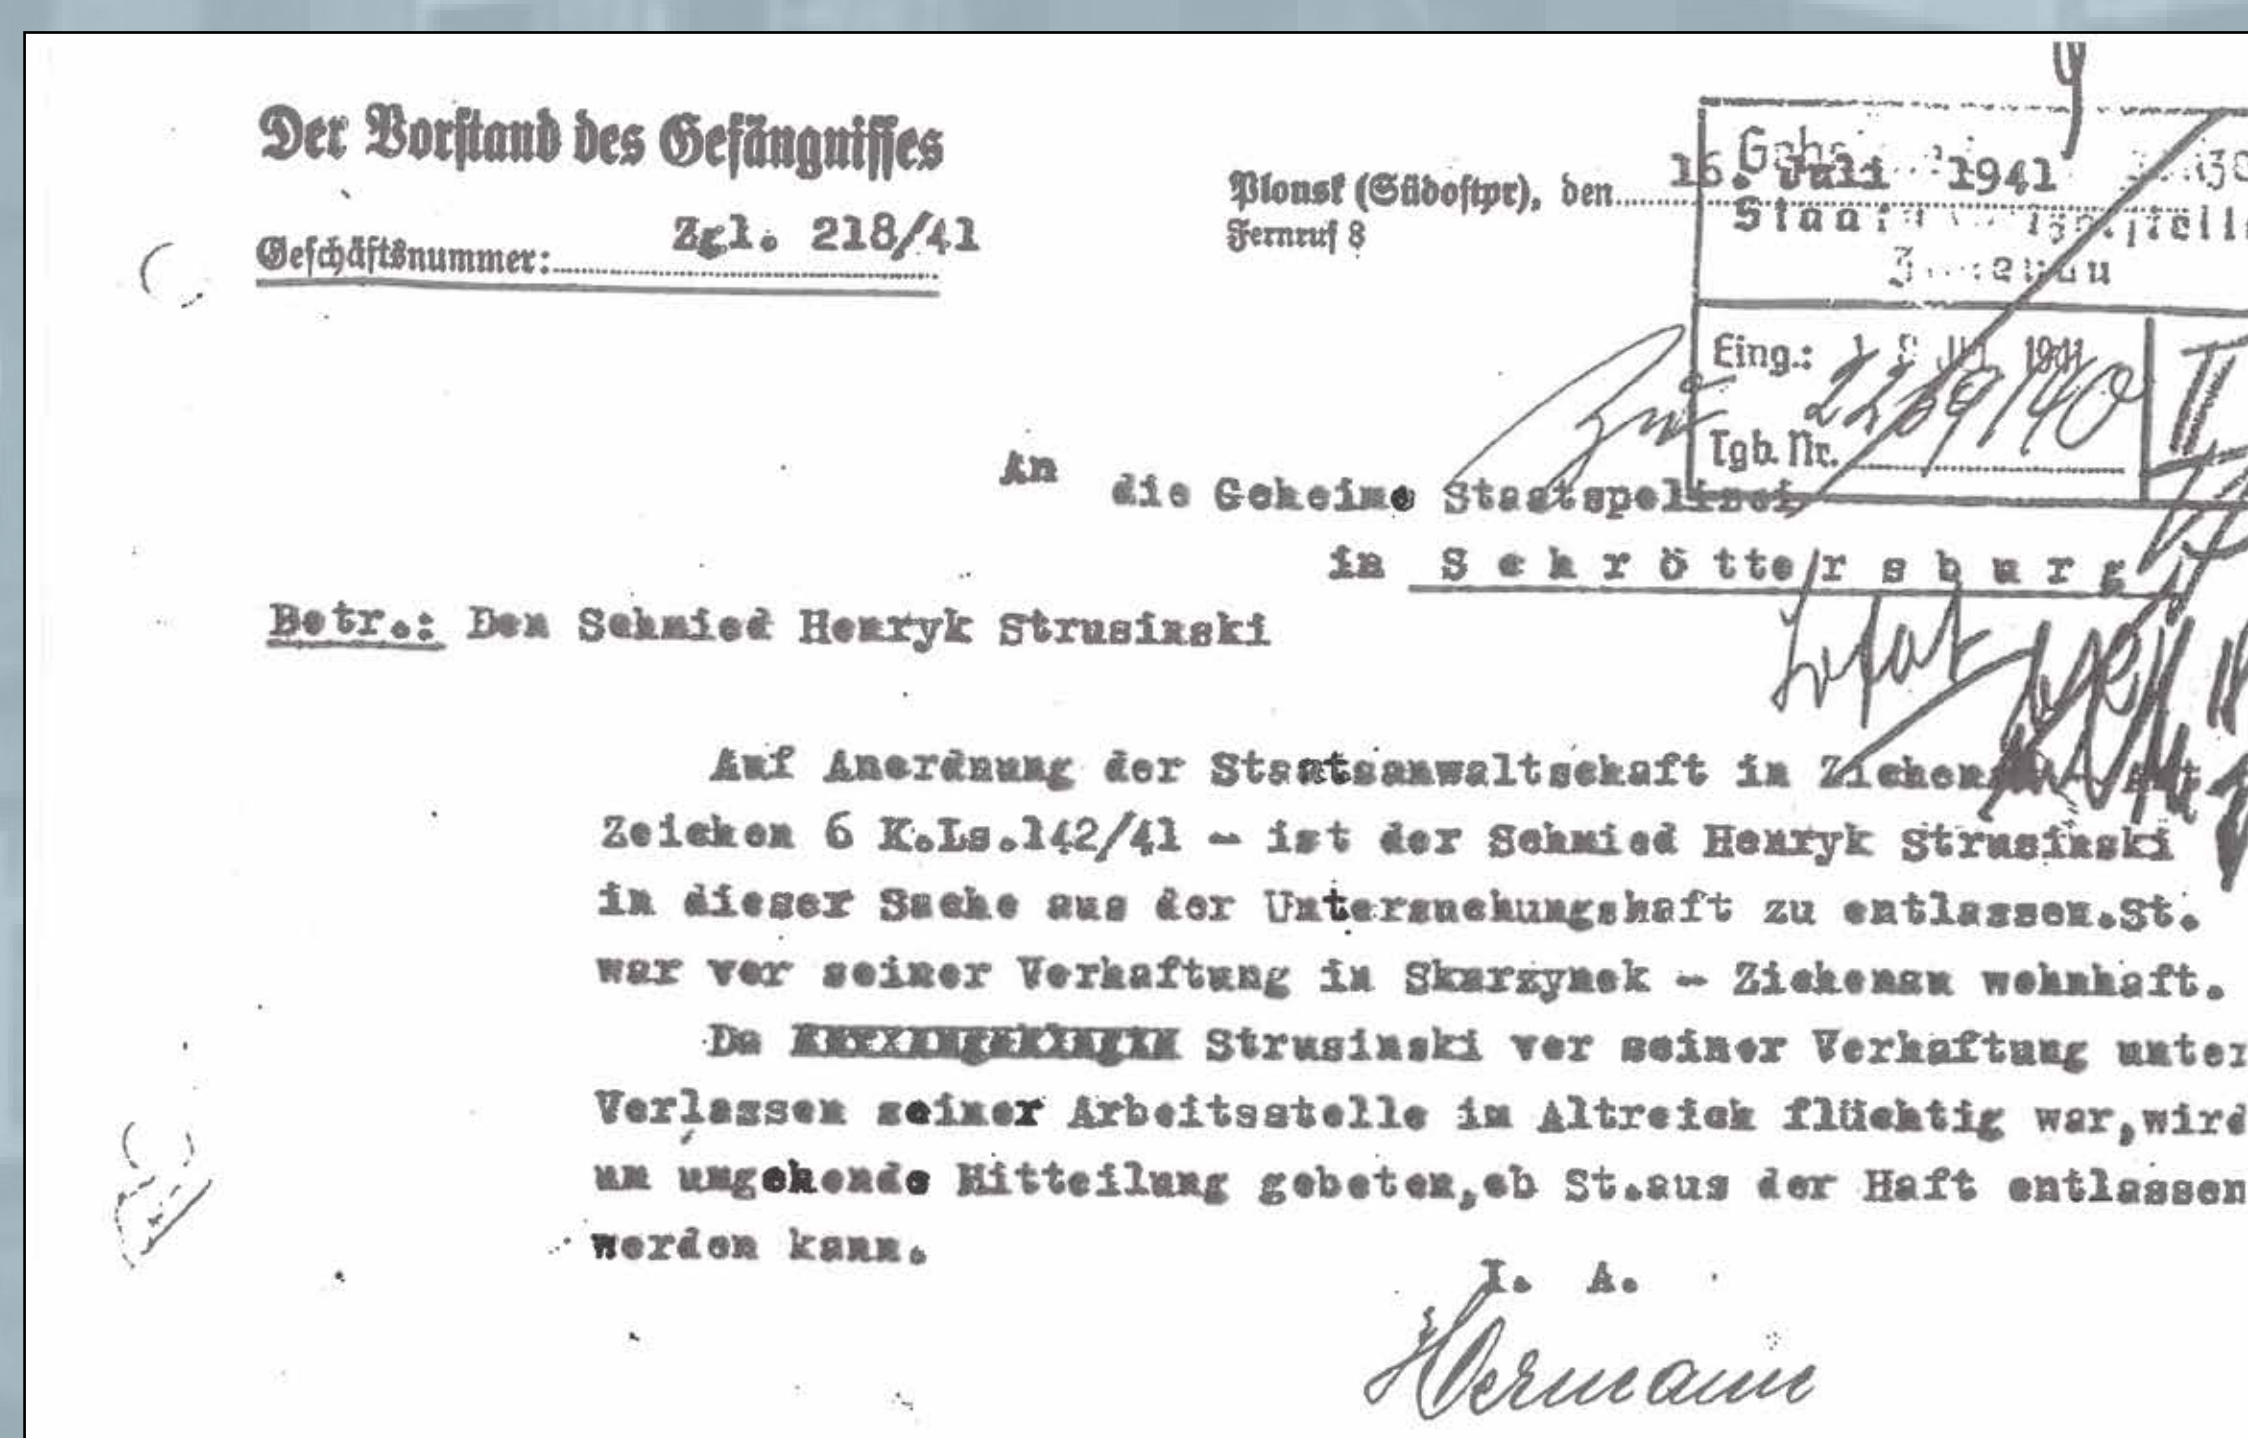 Der Vorstand des Gefängnisses
Geschäftsnummer: Zgl. 218/41
Plonsk (Südostpr), den 16. Juli 1941
Fernruf 8
Eing.: 1941
Tgb. Nr. 2269/40
An
die Geheime Staatspolizei
in Schröttersburg
Betr.: Den Schmied Henryk Strusinski
Auf Anordnung der Staatsanwaltschaft in
Zeichen 6 K.Ls.142/41 - ist der Schmied Henryk Strusinski
in dieser Sache aus der Untersuchungshaft zu entlassen.St.
war vor seiner Verhaftung in Skarzynek - Zichenau wohnhaft.
Da Strusinski vor seiner Verhaftung unter
Verlassen seiner Arbeitsstelle im Altreich flüchtig war,wird
um umgehende Mitteilung gebeten,ob St.aus der Haft entlassen
werden kann.
I. A.
Hermann